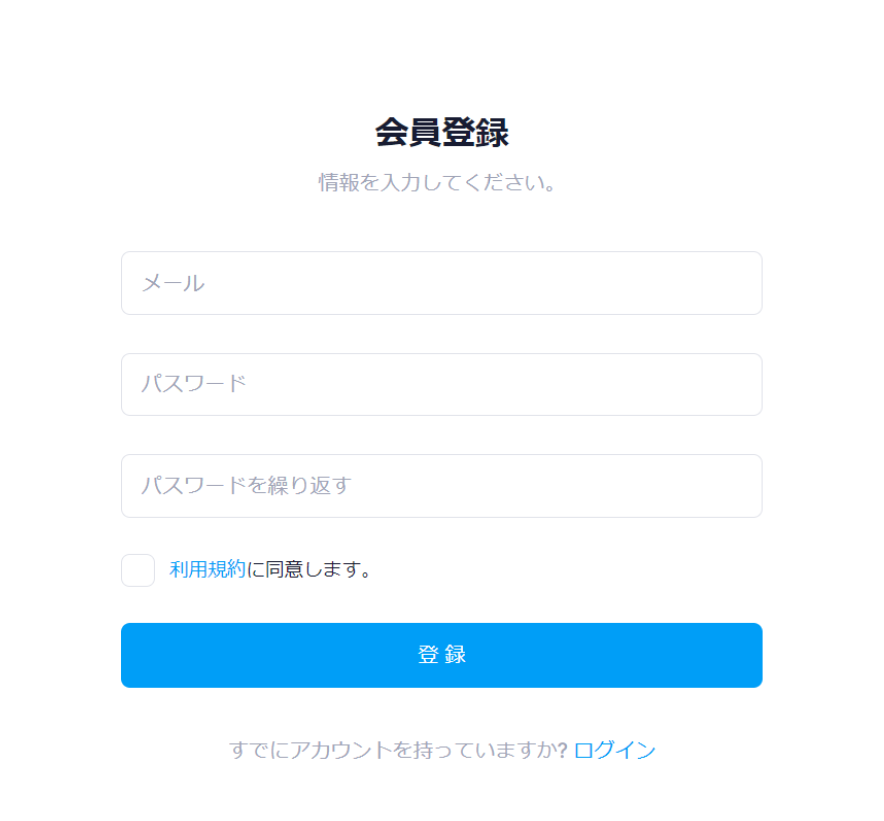 会員登録
情報を入力してください。
メール
パスワード
パスワードを繰り返す
利用規約に同意します。
登録
すでにアカウントを持っていますか? ログイン